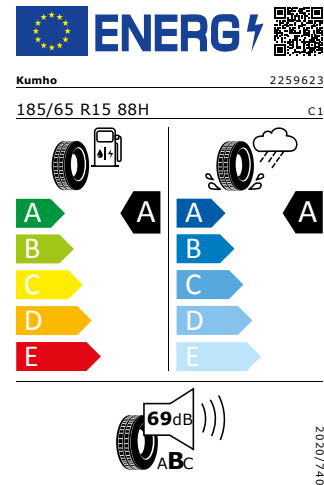 ENERG
Kumho 2259623
185/65 R15 88H C1
A A A A
B B
C C
D D
E E
69dB
ABC
2020/740